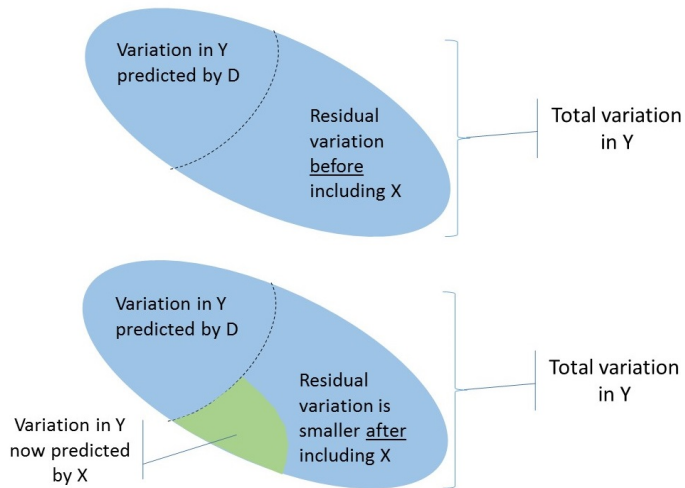 Variation in Y
predicted by D
Residual
variation
before
including X
Total variation
in Y
Variation in Y
predicted by D
Residual
variation is
smaller after
including X
Total variation
in Y
Variation in Y
now predicted
by X